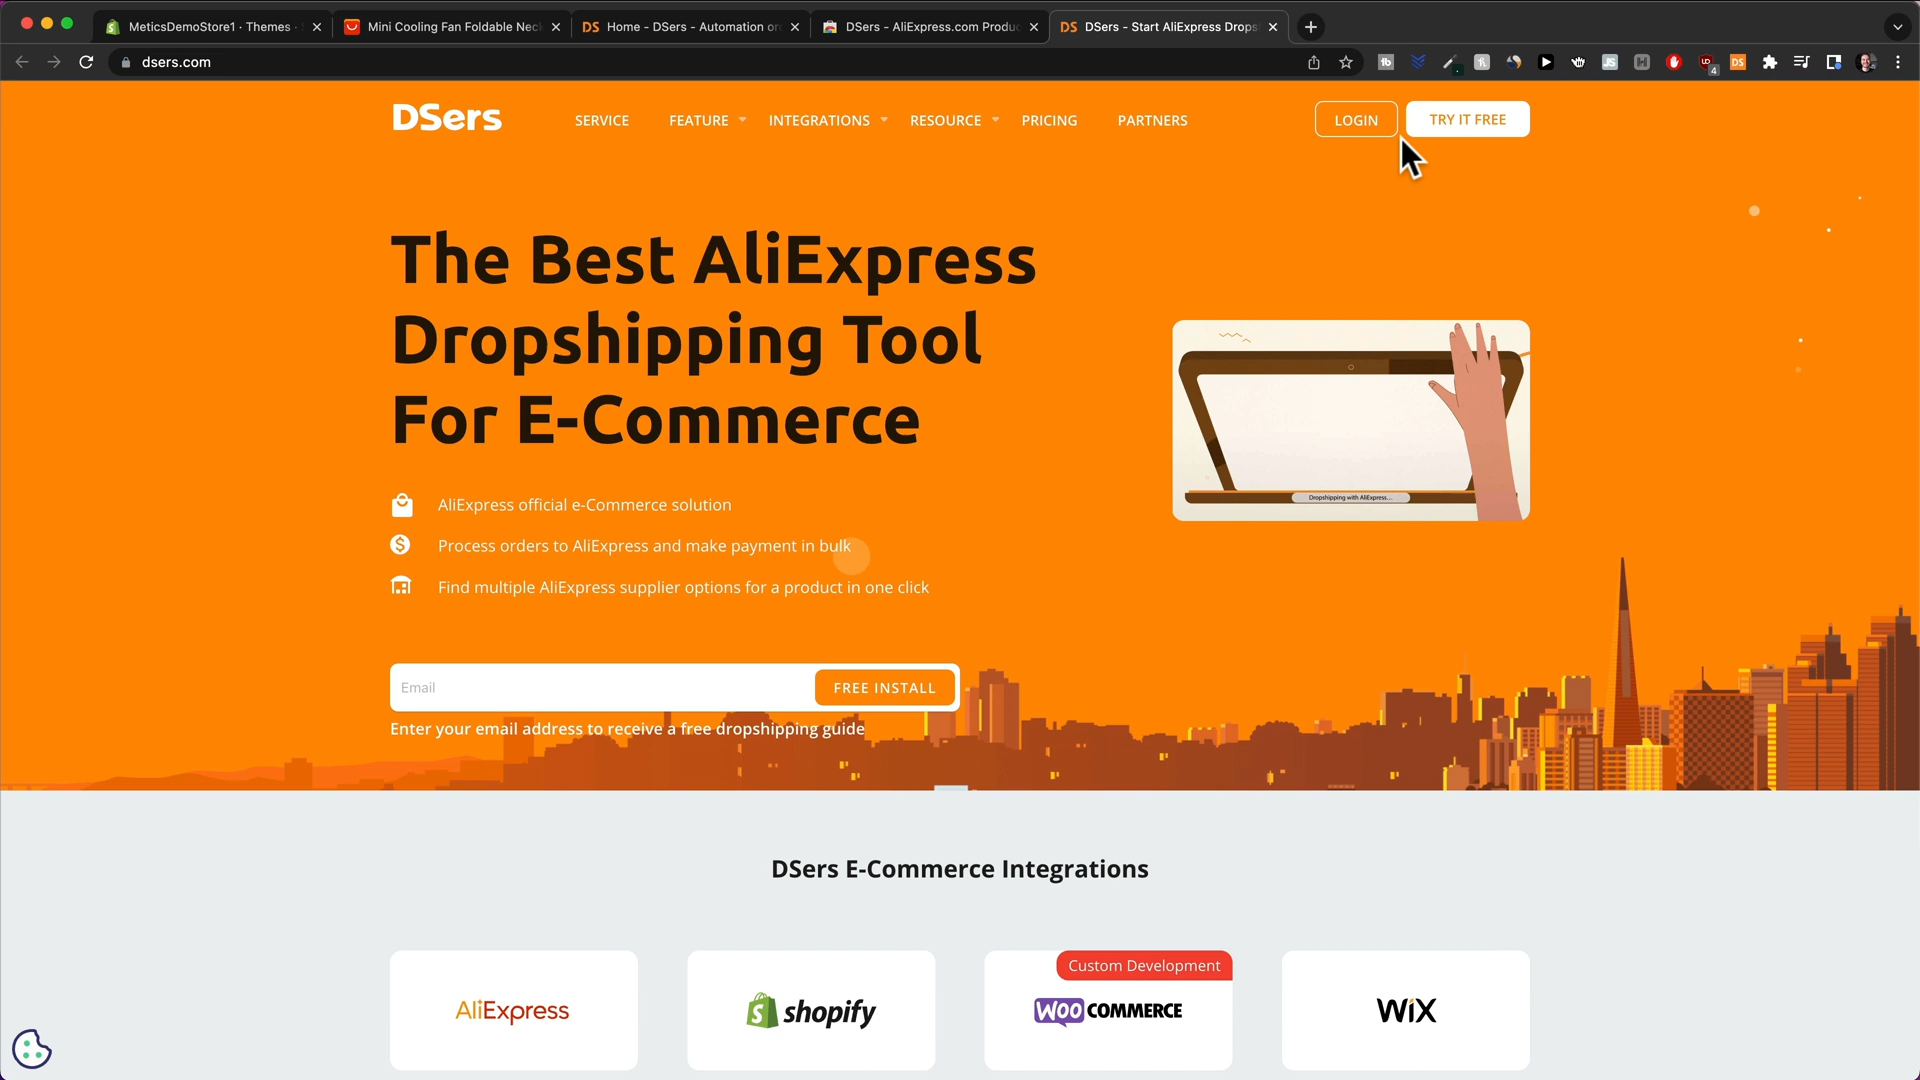 MeticsDemoStore1 · Themes ·
Mini Cooling Fan Foldable Neck
Home - DSers - Automation or
DSers - AliExpress.com Produc
DSers - Start AliExpress Drops
dsers.com
DSers
SERVICE
FEATURE
INTEGRATIONS
RESOURCE
PRICING
PARTNERS
LOGIN
TRY IT FREE
The Best AliExpress
Dropshipping Tool
For E-Commerce
AliExpress official e-Commerce solution
Process orders to AliExpress and make payment in bulk
Find multiple AliExpress supplier options for a product in one click
Dropshipping with AliExpress...
Email
FREE INSTALL
Enter your email address to receive a free dropshipping guide
DSers E-Commerce Integrations
AliExpress
shopify
Custom Development
WOO COMMERCE
WiX